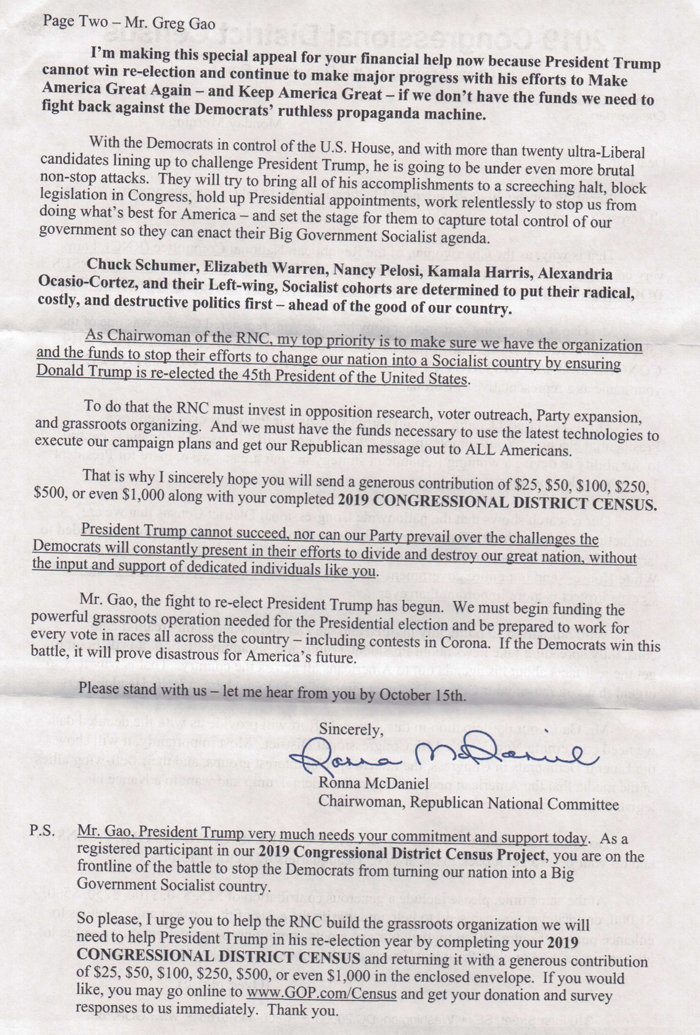 Page Two – Mr. Greg Gao
I'm making this special appeal for your financial help now because President Trump
cannot win re-election and continue to make major progress with his efforts to Make
America Great Again – and Keep America Great – if we don't have the funds we need to
fight back against the Democrats' ruthless propaganda machine.
With the Democrats in control of the U.S. House, and with more than twenty ultra-Liberal
candidates lining up to challenge President Trump, he is going to be under even more brutal
non-stop attacks. They will try to bring all of his accomplishments to a screeching halt, block
legislation in Congress, hold up Presidential appointments, work relentlessly to stop us from
doing what's best for America – and set the stage for them to capture total control of our
government so they can enact their Big Government Socialist agenda.
Chuck Schumer, Elizabeth Warren, Nancy Pelosi, Kamala Harris, Alexandria
Ocasio-Cortez, and their Left-wing, Socialist cohorts are determined to put their radical,
costly, and destructive politics first – ahead of the good of our country.
As Chairwoman of the RNC, my top priority is to make sure we have the organization
and the funds to stop their efforts to change our nation into a Socialist country by ensuring
Donald Trump is re-elected the 45th President of the United States.
To do that the RNC must invest in opposition research, voter outreach, Party expansion,
and grassroots organizing. And we must have the funds necessary to use the latest technologies to
execute our campaign plans and get our Republican message out to ALL Americans.
That is why I sincerely hope you will send a generous contribution of $25, $50, $100, $250,
$500, or even $1,000 along with your completed 2019 CONGRESSIONAL DISTRICT CENSUS.
President Trump cannot succeed, nor can our Party prevail over the challenges the
Democrats will constantly present in their efforts to divide and destroy our great nation, without
the input and support of dedicated individuals like you.
Mr. Gao, the fight to re-elect President Trump has begun. We must begin funding the
powerful grassroots operation needed for the Presidential election and be prepared to work for
every vote in races all across the country – including contests in Corona. If the Democrats win this
battle, it will prove disastrous for America's future.
Please stand with us – let me hear from you by October 15th.
Sincerely,
Ronna McDaniel
Ronna McDaniel
Chairwoman, Republican National Committee
P.S. Mr. Gao, President Trump very much needs your commitment and support today. As a
registered participant in our 2019 Congressional District Census Project, you are on the
frontline of the battle to stop the Democrats from turning our nation into a Big
Government Socialist country.
So please, I urge you to help the RNC build the grassroots organization we will
need to help President Trump in his re-election year by completing your 2019
CONGRESSIONAL DISTRICT CENSUS and returning it with a generous contribution
of $25, $50, $100, $250, $500, or even $1,000 in the enclosed envelope. If you would
like, you may go online to www.GOP.com/Census and get your donation and survey
responses to us immediately. Thank you.